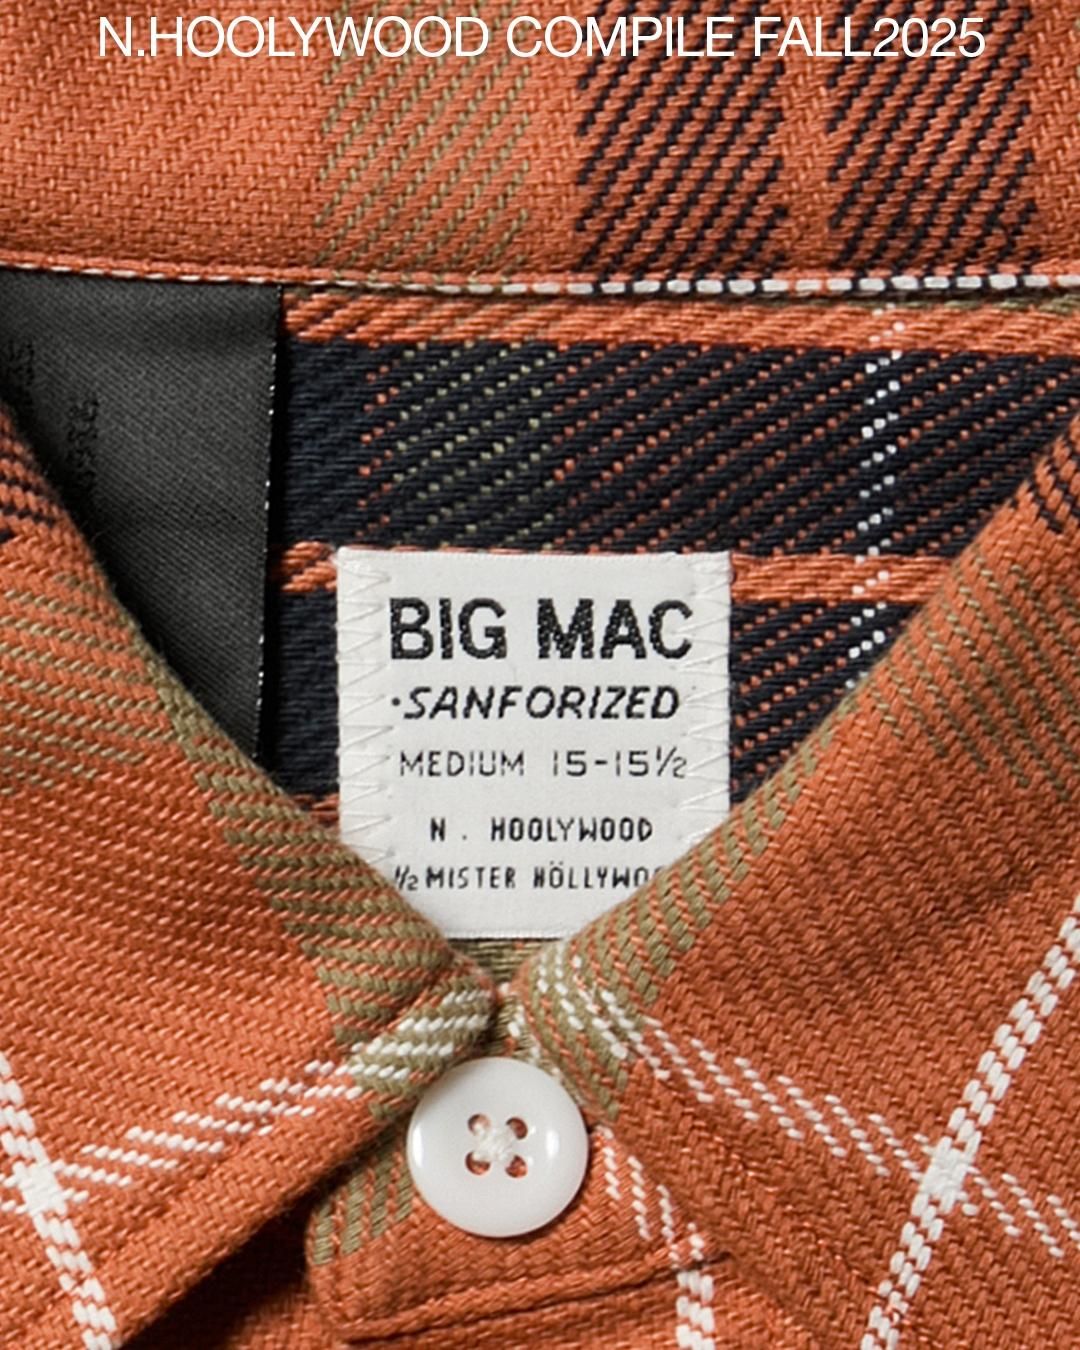 N.HOOLYWOOD COMPILE FALL2025
BIG MAC
·SANFORIZED
MEDIUM 15-15½
N . HOOLYWOOD
½ MISTER HÖLLYWO